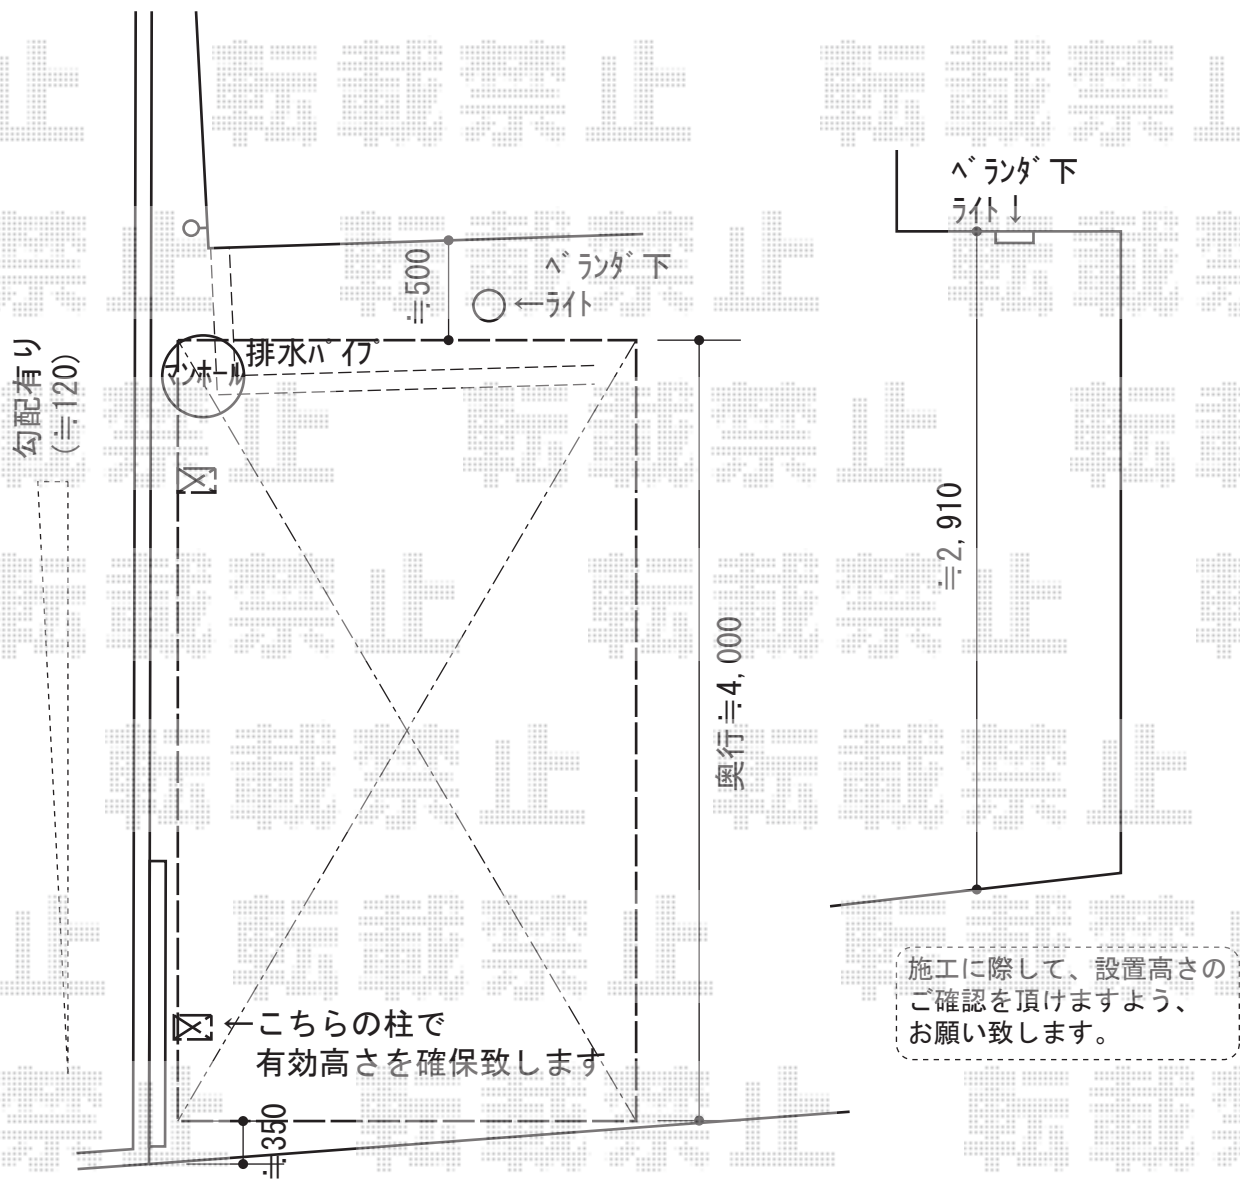 転載禁止
ベランダ下
ライト↓
≒500
ベランダ下
←ライト
勾配有り
(≒120)
マンホール
排水パイプ
≒2,910
奥行≒4,000
施工に際して、設置高さの
ご確認を頂けますよう、
お願い致します。
←こちらの柱で
有効高さを確保致します
≒350